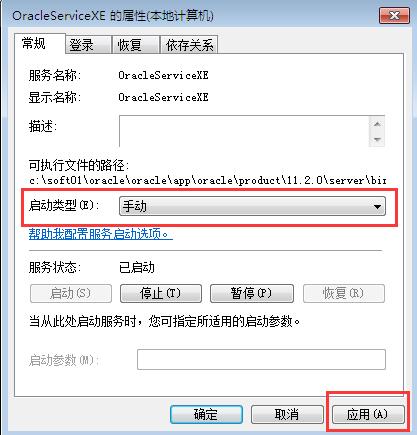 OracleServiceXE 的属性(本地计算机)
常规 登录 恢复 依存关系
服务名称: OracleServiceXE
显示名称: OracleServiceXE
描述:
可执行文件的路径:
c:\soft01\oracle\oracle\app\oracle\product\11.2.0\server\bin
启动类型(E): 手动
帮助我配置服务启动选项。
服务状态: 已启动
启动(S) 停止(T) 暂停(P) 恢复(R)
当从此处启动服务时，您可指定所适用的启动参数。
启动参数(M):
确定 取消 应用(A)